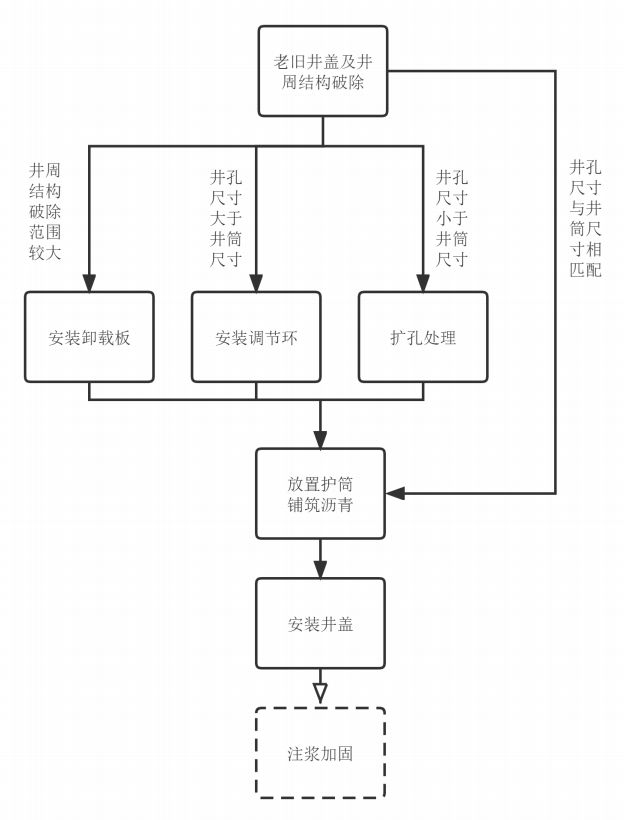 老旧井盖及井
周结构破除
井周
结构
破除
范围
较大
井孔
尺寸
大于
井筒
尺寸
井孔
尺寸
小于
井筒
尺寸
井孔
尺寸
与井
筒尺
寸相
匹配
安装卸载板
安装调节环
扩孔处理
放置护筒
铺筑沥青
安装井盖
注浆加固